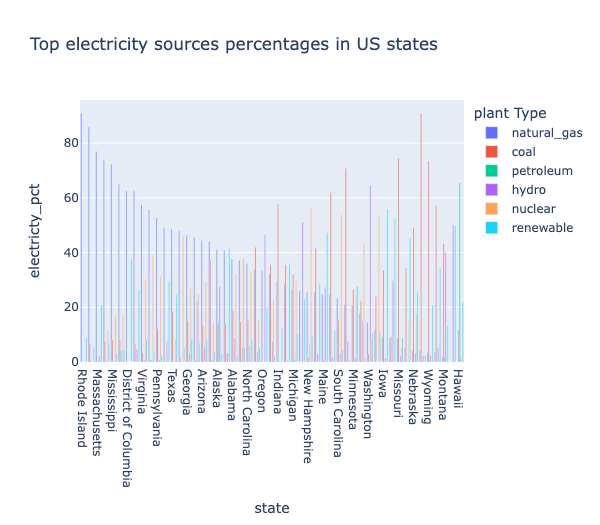 Top electricity sources percentages in US states
plant Type
natural_gas
coal
petroleum
hydro
nuclear
renewable
electricty_pct
80
60
40
20
0
Rhode Island
Massachusetts
Mississippi
District of Columbia
Virginia
Pennsylvania
Texas
Georgia
Arizona
Alaska
Alabama
North Carolina
Oregon
Indiana
Michigan
New Hampshire
Maine
South Carolina
Minnesota
Washington
Iowa
Missouri
Nebraska
Wyoming
Montana
Hawaii
state